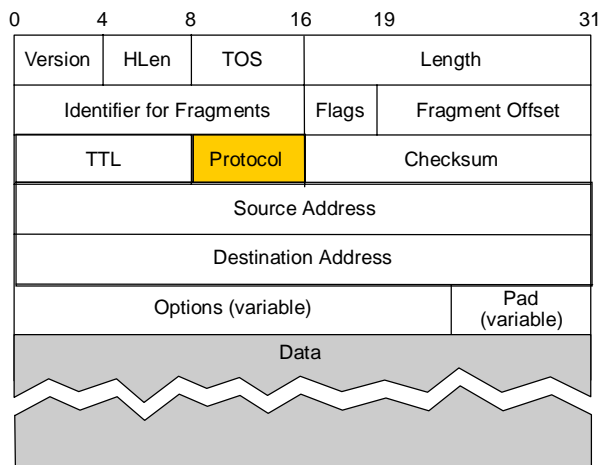 0 4 8 16 19 31
Version HLen TOS Length
Identifier for Fragments Flags Fragment Offset
TTL Protocol Checksum
Source Address
Destination Address
Options (variable) Pad
(variable)
Data